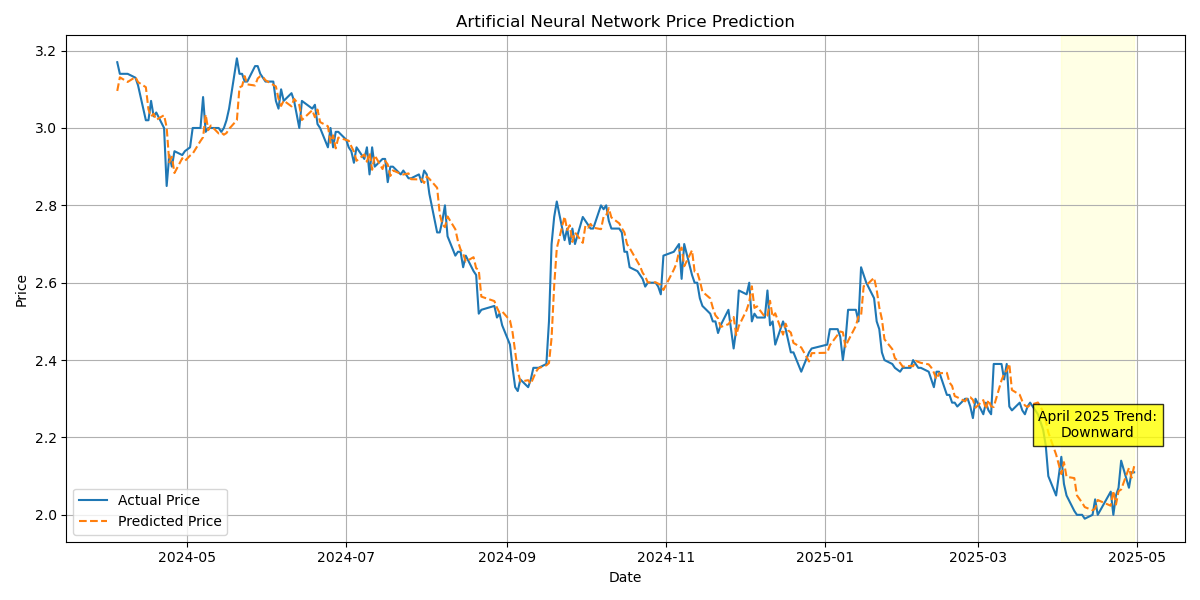 Artificial Neural Network Price Prediction
3.2
3.0
2.8
2.6
2.4
2.2
2.0
Price
April 2025 Trend:
Downward
Actual Price
Predicted Price
2024-05
2024-07
2024-09
2024-11
2025-01
2025-03
2025-05
Date